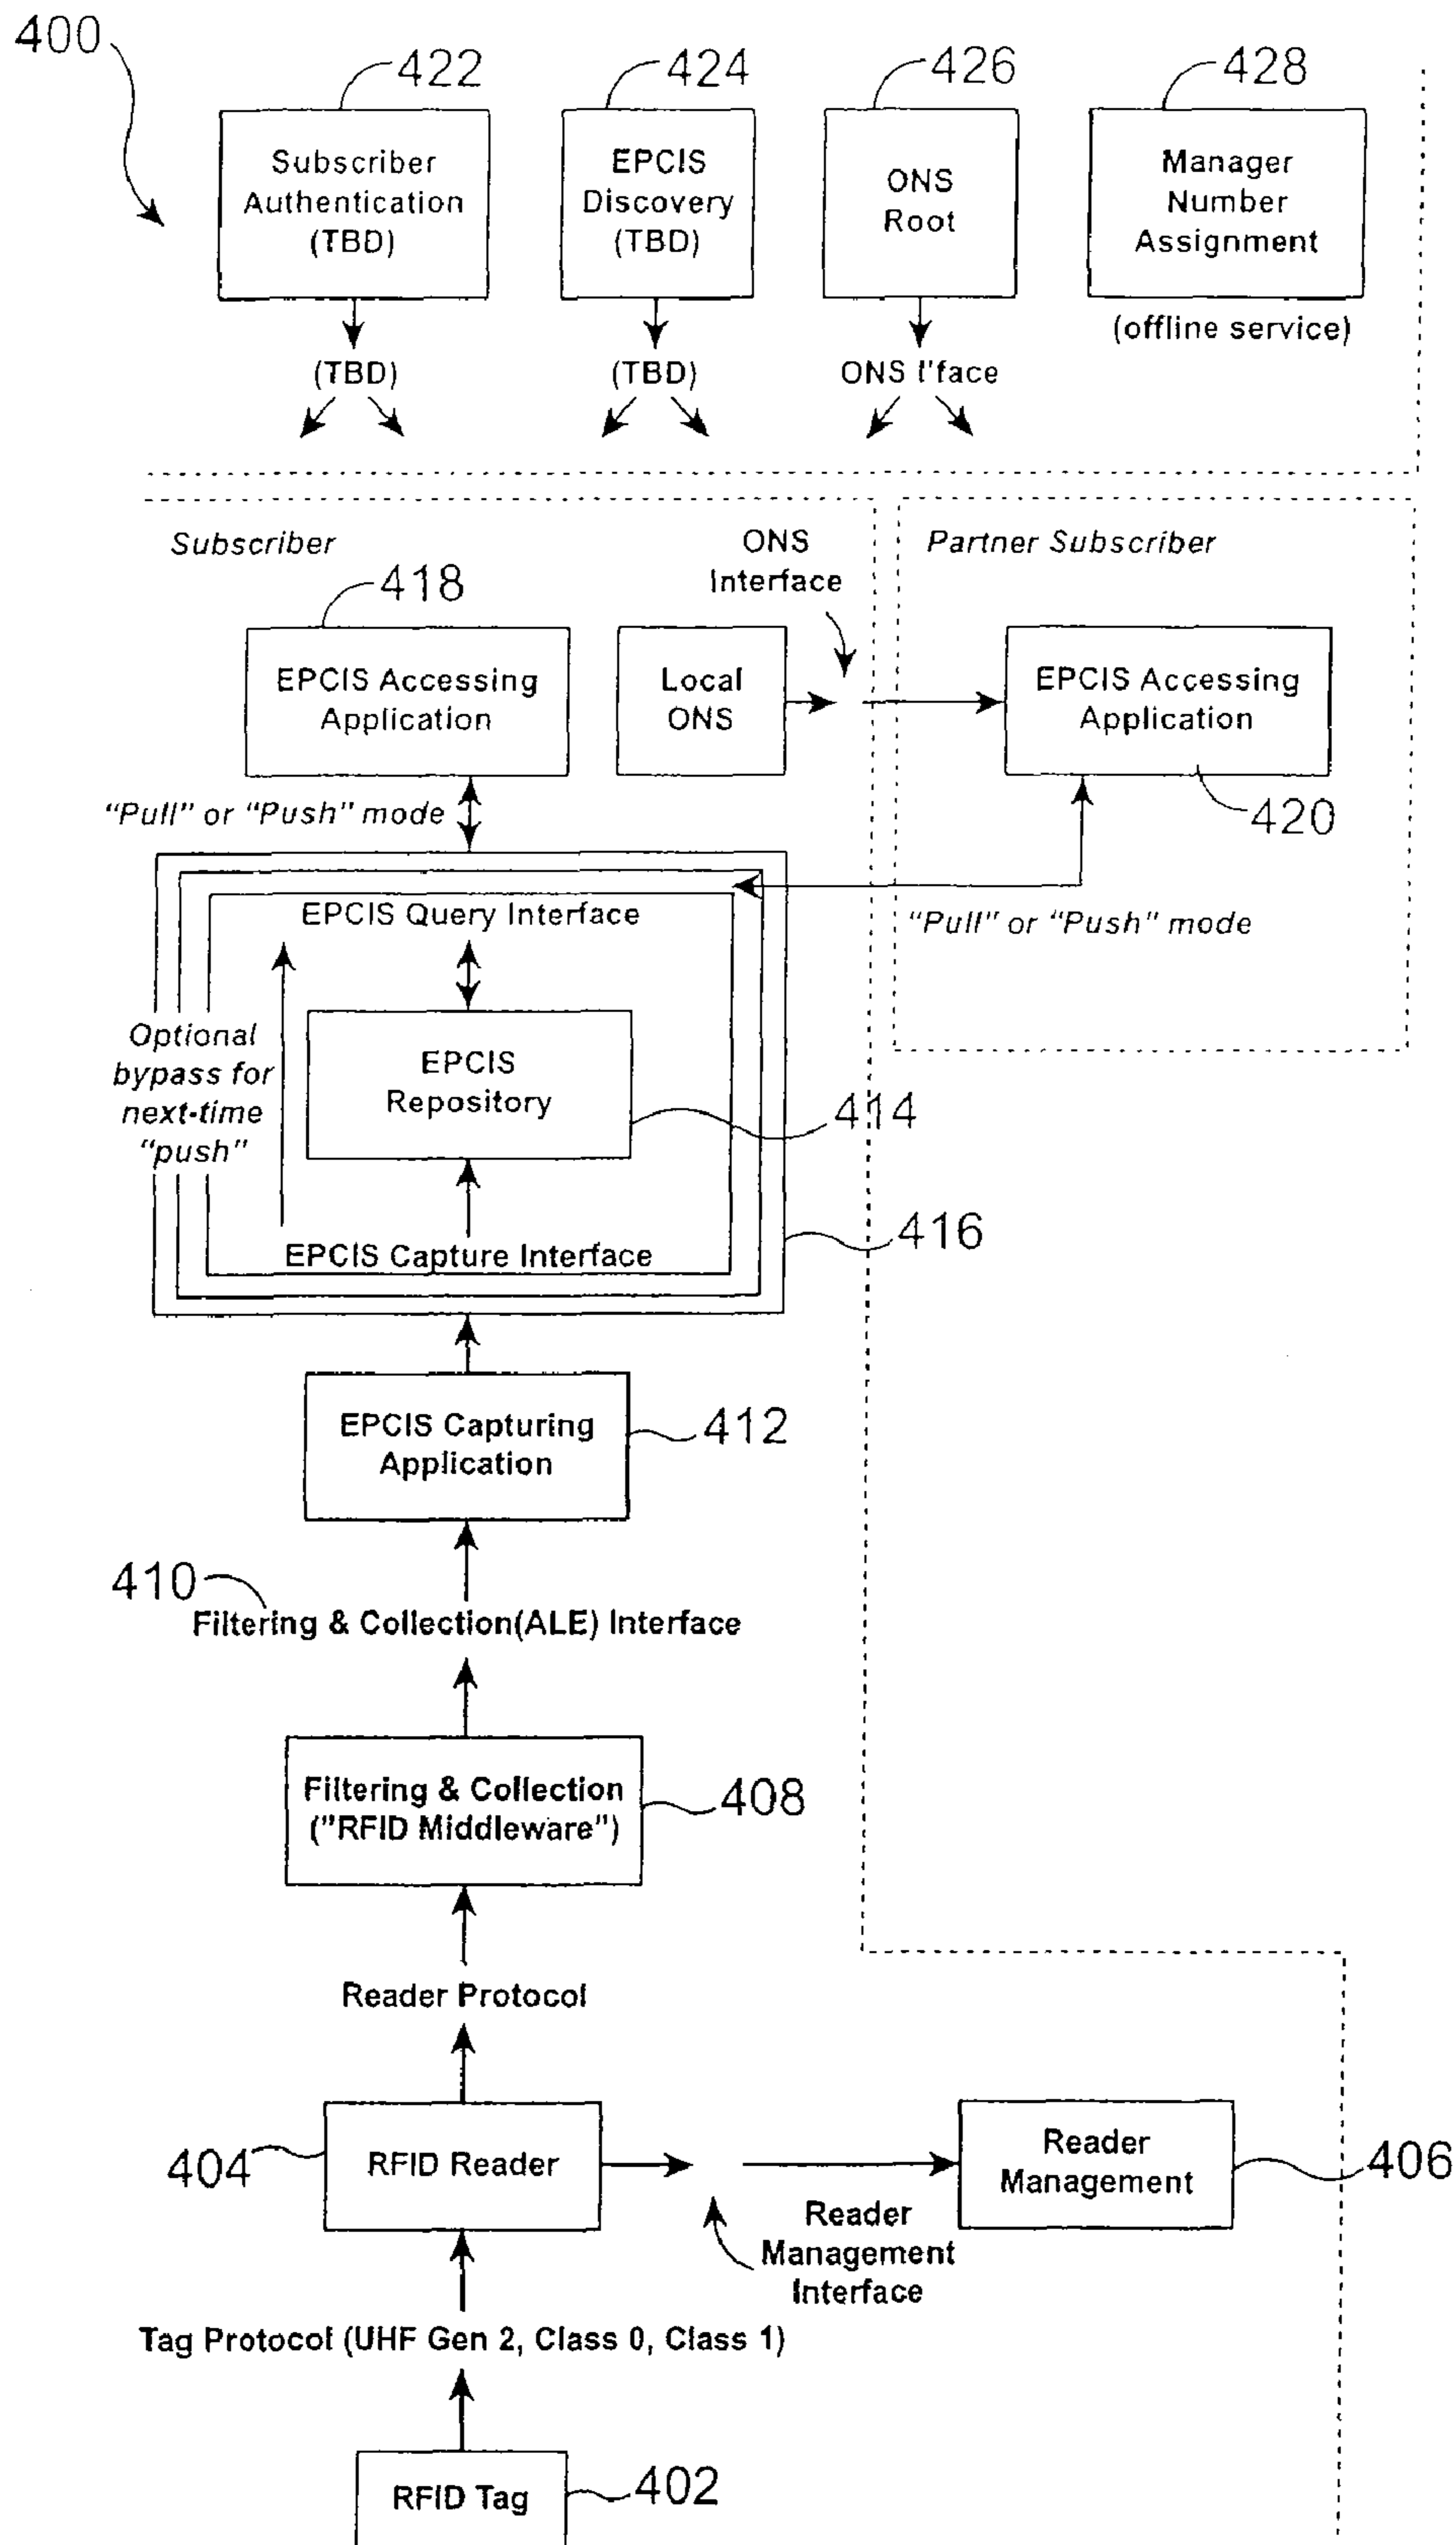 400
422
424
426
428
Subscriber
Authentication
(TBD)
EPCIS
Discovery
(TBD)
ONS
Root
Manager
Number
Assignment
(offline service)
(TBD)
(TBD)
ONS I'face
Subscriber
ONS
Interface
Partner Subscriber
418
EPCIS Accessing
Application
Local
ONS
EPCIS Accessing
Application
420
"Pull" or "Push" mode
"Pull" or "Push" mode
EPCIS Query Interface
Optional
bypass for
next-time
"push"
EPCIS
Repository
414
EPCIS Capture Interface
416
EPCIS Capturing
Application
412
410
Filtering & Collection(ALE) Interface
Filtering & Collection
("RFID Middleware")
408
Reader Protocol
404
RFID Reader
Reader
Management
406
Reader
Management
Interface
Tag Protocol (UHF Gen 2, Class 0, Class 1)
RFID Tag
402